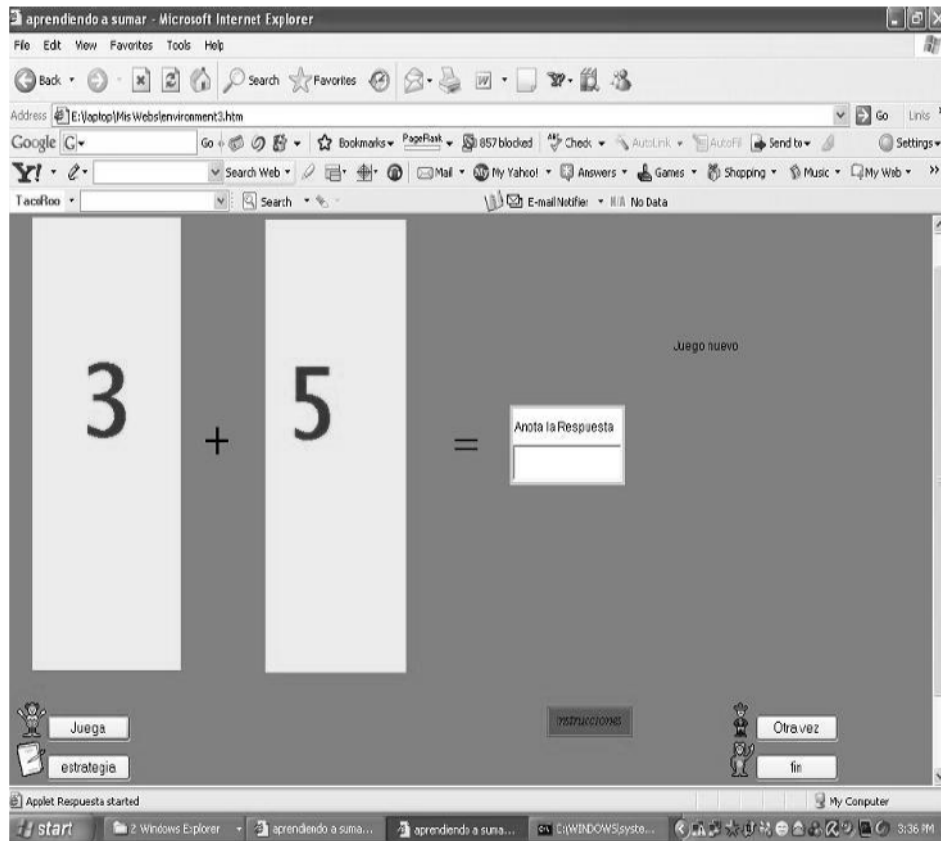 aprendiendo a sumar - Microsoft Internet Explorer
File Edit View Favorites Tools Help
Back Search Favorites
Address E:\laptop\Mis Webs\environment3.htm Go Links
Google G Go Bookmarks PageRank 857 blocked Check AutoLink AutoFill Send to Settings
Y! Search Web Mail My Yahoo! Answers Games Shopping Music My Web »
TacoRoo Search E-mail Notifier N/A No Data
Juego nuevo
3 + 5 =
Anota la Respuesta
Juega
instrucciones
Otra vez
estrategia
fin
Applet Respuesta started My Computer
start 2 Windows Explorer aprendiendo a suma... aprendiendo a suma... C:\WINDOWS\syste... 3:36 PM